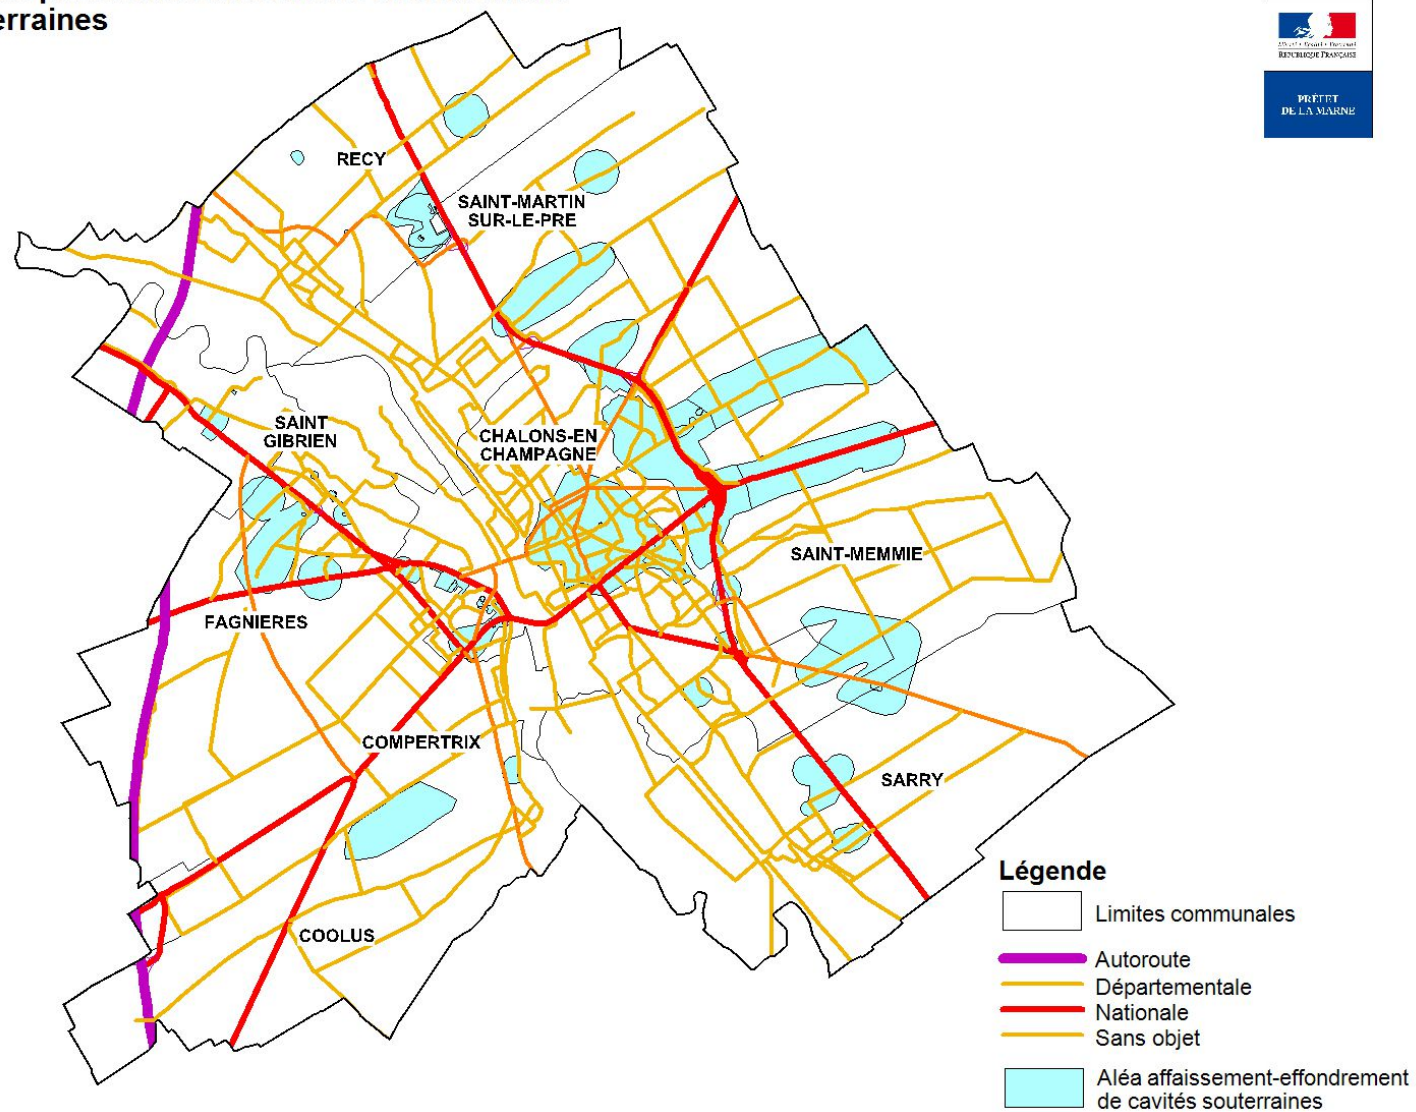 erraines
RÉPUBLIQUE FRANÇAISE
PRÉFET
DE LA MARNE
RECY
SAINT-MARTIN
SUR-LE-PRE
SAINT
GIBRIEN
CHALONS-EN
CHAMPAGNE
SAINT-MEMMIE
FAGNIERES
COMPERTRIX
SARRY
COOLUS
Légende
Limites communales
Autoroute
Départementale
Nationale
Sans objet
Aléa affaissement-effondrement
de cavités souterraines